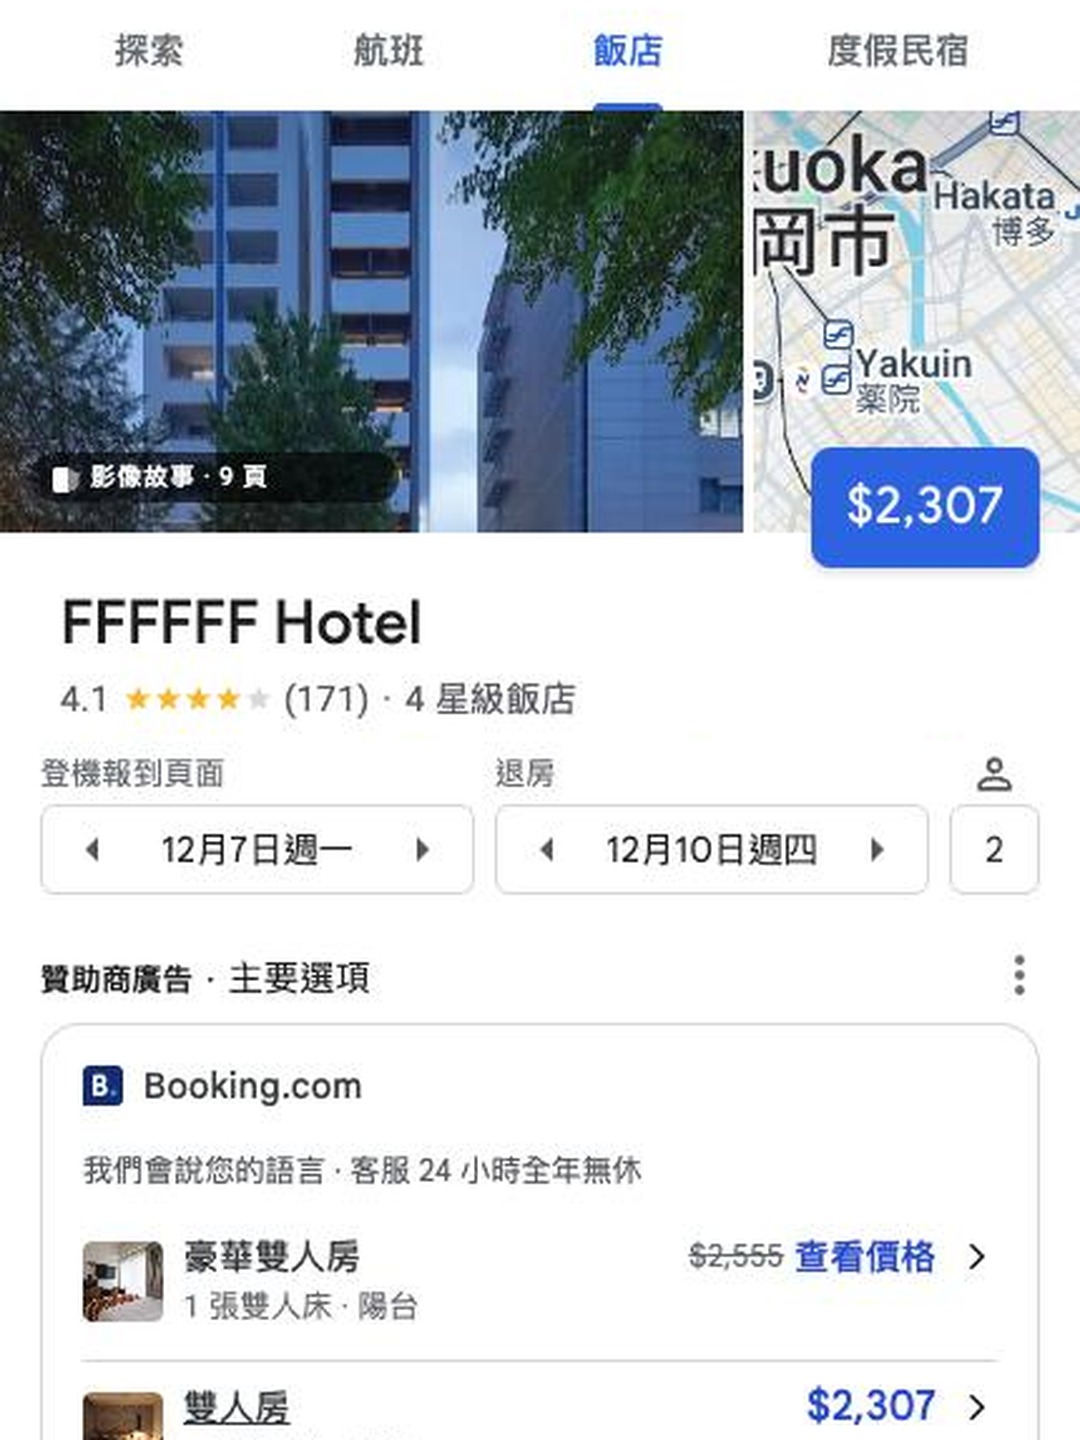 探索
航班
飯店
度假民宿
影像故事 · 9 頁
kuoka
岡市
Hakata
博多
Yakuin
薬院
$2,307
FFFFFF Hotel
4.1 (171) · 4 星級飯店
登機報到頁面
退房
12月7日週一
12月10日週四
2
贊助商廣告 · 主要選項
B. Booking.com
我們會說您的語言 · 客服 24 小時全年無休
豪華雙人房
$2,555 查看價格
1 張雙人床 · 陽台
雙人房
$2,307